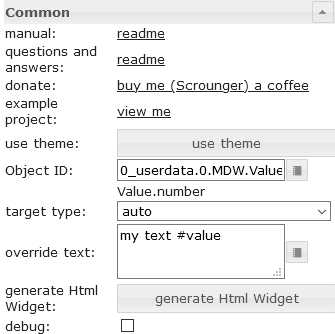 Common
manual: readme
questions and
answers: readme
donate: buy me (Scrounger) a coffee
example
project: view me
use theme: use theme
Object ID: 0_userdata.0.MDW.Value
Value.number
target type: auto
override text: my text #value
generate Html
Widget: generate Html Widget
debug: